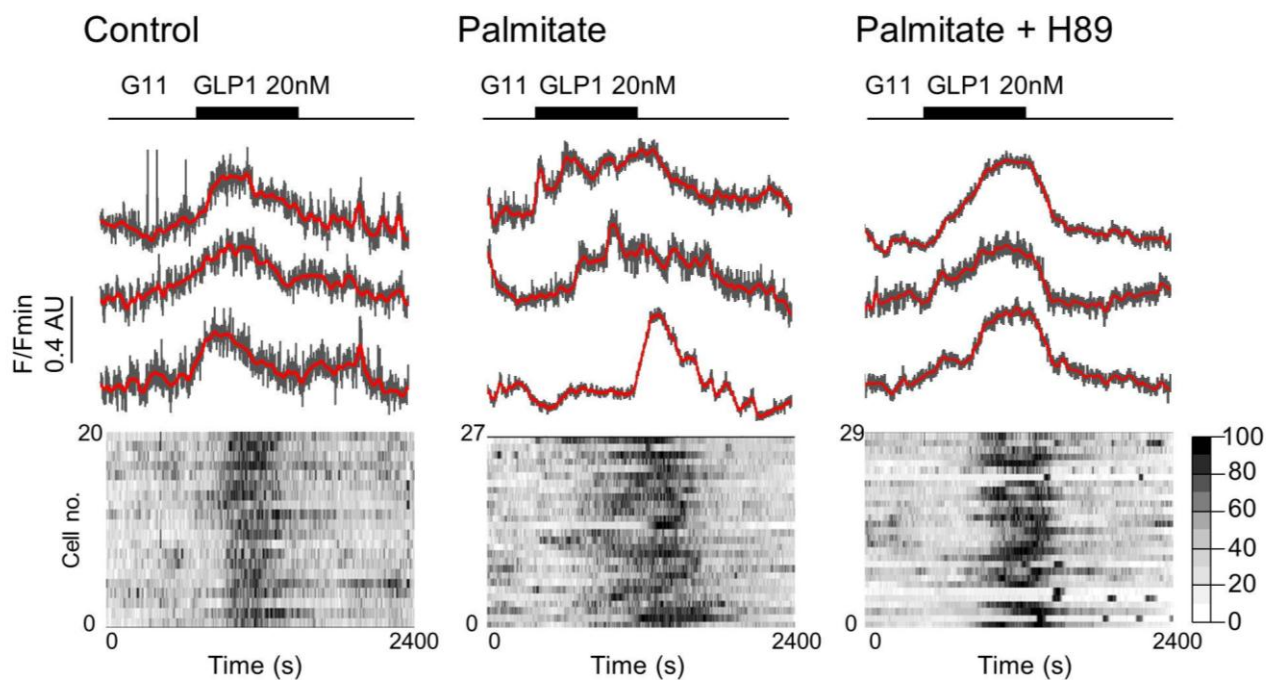 Control Palmitate Palmitate + H89
G11 GLP1 20nM G11 GLP1 20nM G11 GLP1 20nM
F/Fmin
0.4 AU
20 27 29 100
80
60
Cell no.
40
20
0 0 0 0
0 2400 0 2400 0 2400
Time (s) Time (s) Time (s)